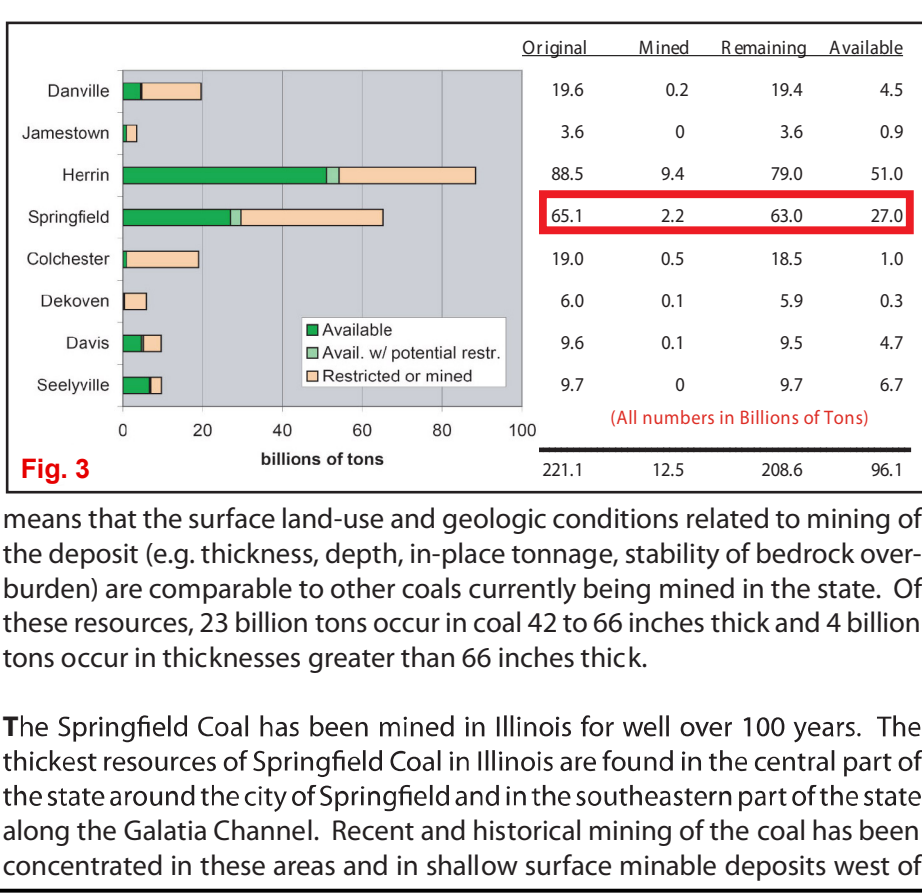 Original Mined Remaining Available
Danville 19.6 0.2 19.4 4.5
Jamestown 3.6 0 3.6 0.9
Herrin 88.5 9.4 79.0 51.0
Springfield 65.1 2.2 63.0 27.0
Colchester 19.0 0.5 18.5 1.0
Dekoven 6.0 0.1 5.9 0.3
Davis 9.6 0.1 9.5 4.7
Seelyville 9.7 0 9.7 6.7
Available
Avail. w/ potential restr.
Restricted or mined
0 20 40 60 80 100
billions of tons
(All numbers in Billions of Tons)
Fig. 3
221.1 12.5 208.6 96.1
means that the surface land-use and geologic conditions related to mining of
the deposit (e.g. thickness, depth, in-place tonnage, stability of bedrock over-
burden) are comparable to other coals currently being mined in the state. Of
these resources, 23 billion tons occur in coal 42 to 66 inches thick and 4 billion
tons occur in thicknesses greater than 66 inches thick.
The Springfield Coal has been mined in Illinois for well over 100 years. The
thickest resources of Springfield Coal in Illinois are found in the central part of
the state around the city of Springfield and in the southeastern part of the state
along the Galatia Channel. Recent and historical mining of the coal has been
concentrated in these areas and in shallow surface minable deposits west of